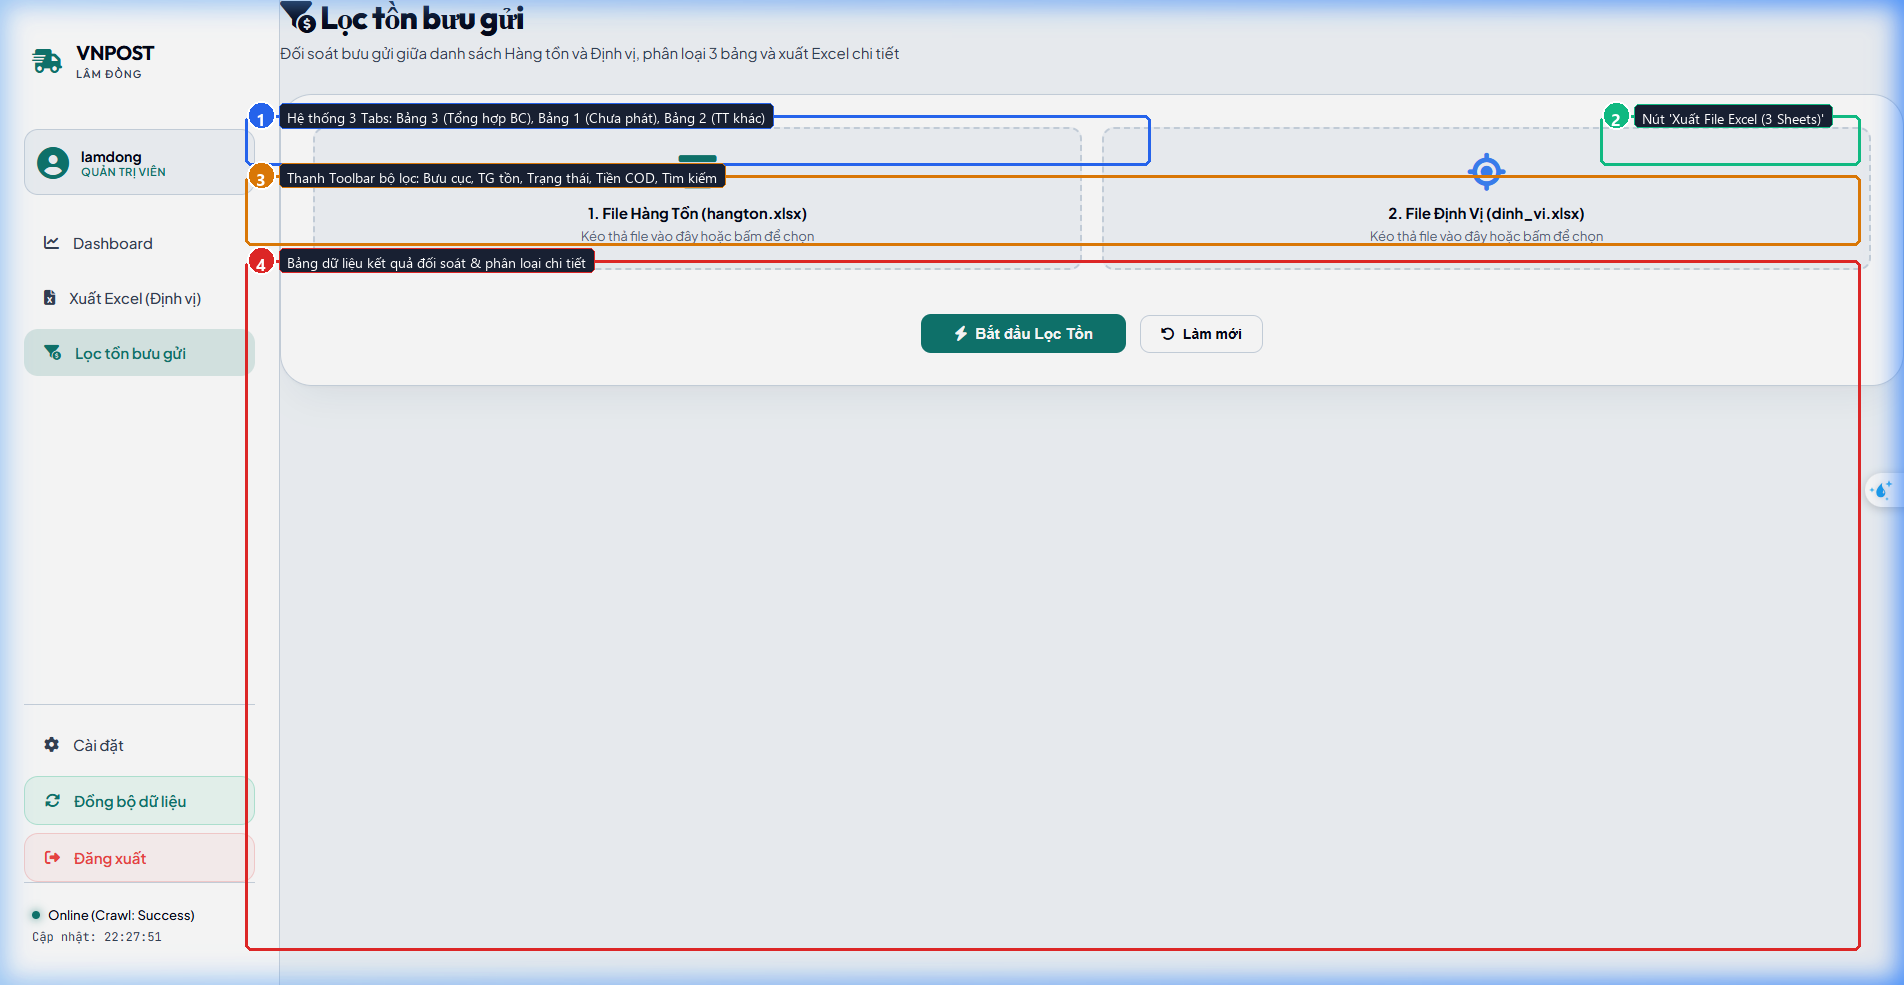 VNPOST
LÂM ĐỒNG
lamdong
QUẢN TRỊ VIÊN
Dashboard
Xuất Excel (Định vị)
Lọc tồn bưu gửi
Cài đặt
Đồng bộ dữ liệu
Đăng xuất
Online (Crawl: Success)
Cập nhật: 22:27:51
Lọc tồn bưu gửi
Đối soát bưu gửi giữa danh sách Hàng tồn và Định vị, phân loại 3 bảng và xuất Excel chi tiết
1 Hệ thống 3 Tabs: Bảng 3 (Tổng hợp BC), Bảng 1 (Chưa phát), Bảng 2 (TT khác)
2 Nút 'Xuất File Excel (3 Sheets)'
3 Thanh Toolbar bộ lọc: Bưu cục, TG tồn, Trạng thái, Tiền COD, Tìm kiếm
1. File Hàng Tồn (hangton.xlsx)
Kéo thả file vào đây hoặc bấm để chọn
2. File Định Vị (dinh_vi.xlsx)
Kéo thả file vào đây hoặc bấm để chọn
4 Bảng dữ liệu kết quả đối soát & phân loại chi tiết
Bắt đầu Lọc Tồn
Làm mới